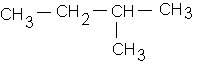 CH₃ — CH₂ — CH — CH₃
CH₃